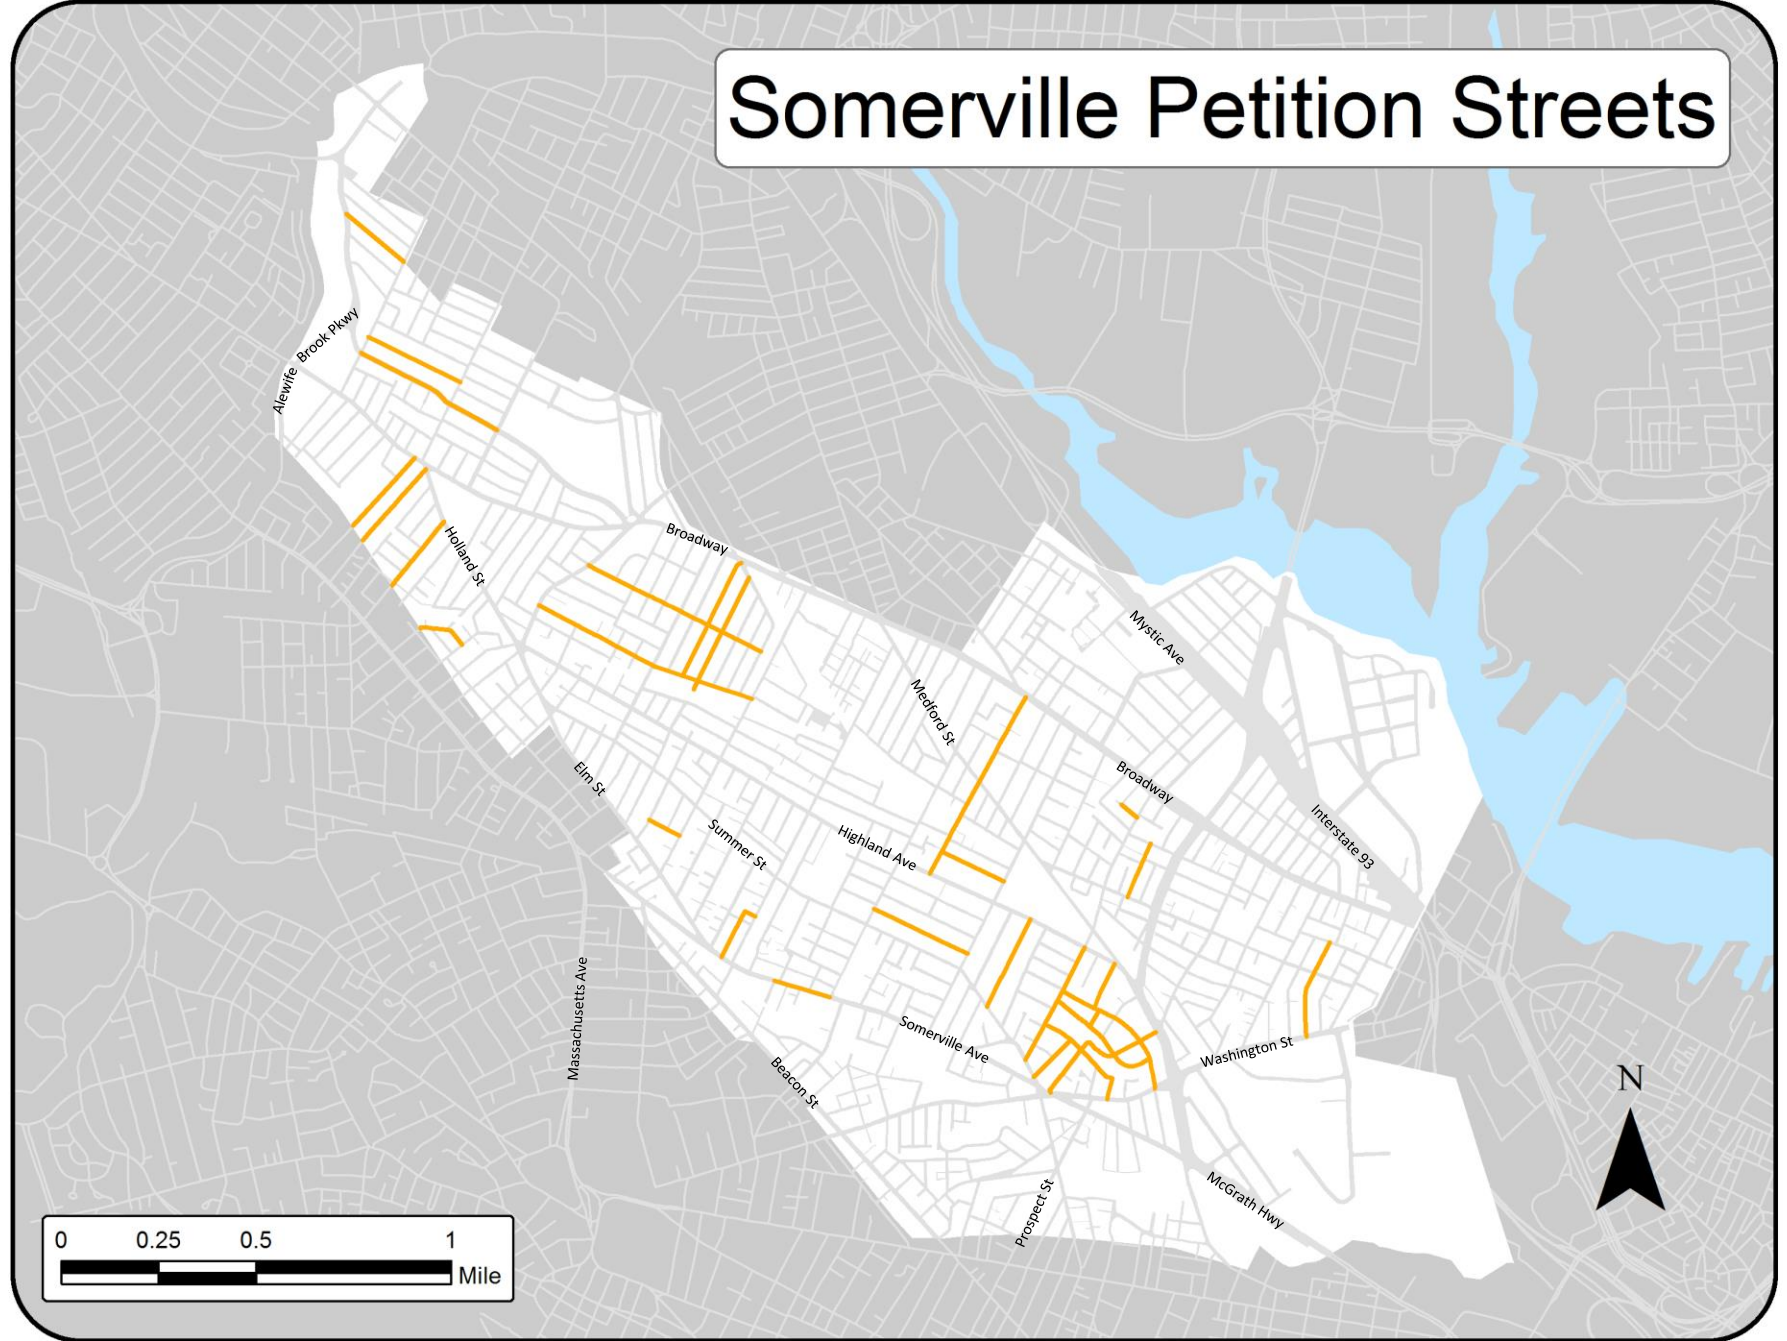 Somerville Petition Streets
Alewife Brook Pkwy
Holland St
Broadway
Mystic Ave
Medford St
Elm St
Broadway
Interstate 93
Summer St
Highland Ave
Massachusetts Ave
Somerville Ave
Washington St
Beacon St
N
Prospect St
McGrath Hwy
0 0.25 0.5 1
Mile